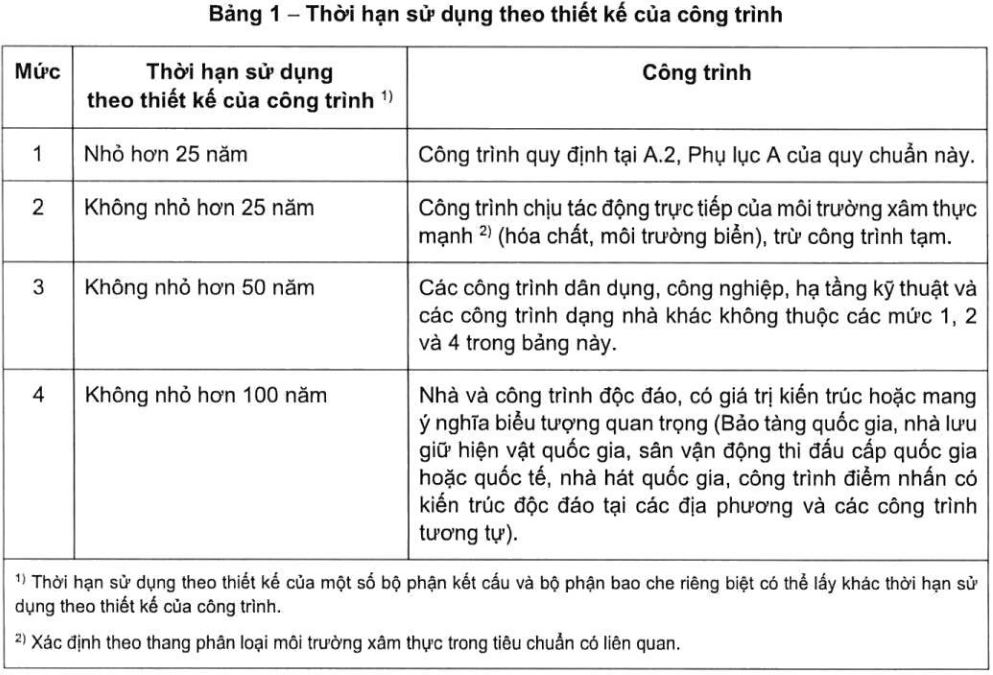 Bảng 1 – Thời hạn sử dụng theo thiết kế của công trình
Mức
Thời hạn sử dụng
theo thiết kế của công trình 1)
Công trình
1
Nhỏ hơn 25 năm
Công trình quy định tại A.2, Phụ lục A của quy chuẩn này.
2
Không nhỏ hơn 25 năm
Công trình chịu tác động trực tiếp của môi trường xâm thực
mạnh 2) (hóa chất, môi trường biển), trừ công trình tạm.
3
Không nhỏ hơn 50 năm
Các công trình dân dụng, công nghiệp, hạ tầng kỹ thuật và
các công trình dạng nhà khác không thuộc các mức 1, 2
và 4 trong bảng này.
4
Không nhỏ hơn 100 năm
Nhà và công trình độc đáo, có giá trị kiến trúc hoặc mang
ý nghĩa biểu tượng quan trọng (Bảo tàng quốc gia, nhà lưu
giữ hiện vật quốc gia, sân vận động thi đấu cấp quốc gia
hoặc quốc tế, nhà hát quốc gia, công trình điểm nhấn có
kiến trúc độc đáo tại các địa phương và các công trình
tương tự).
1) Thời hạn sử dụng theo thiết kế của một số bộ phận kết cấu và bộ phận bao che riêng biệt có thể lấy khác thời hạn sử
dụng theo thiết kế của công trình.
2) Xác định theo thang phân loại môi trường xâm thực trong tiêu chuẩn có liên quan.